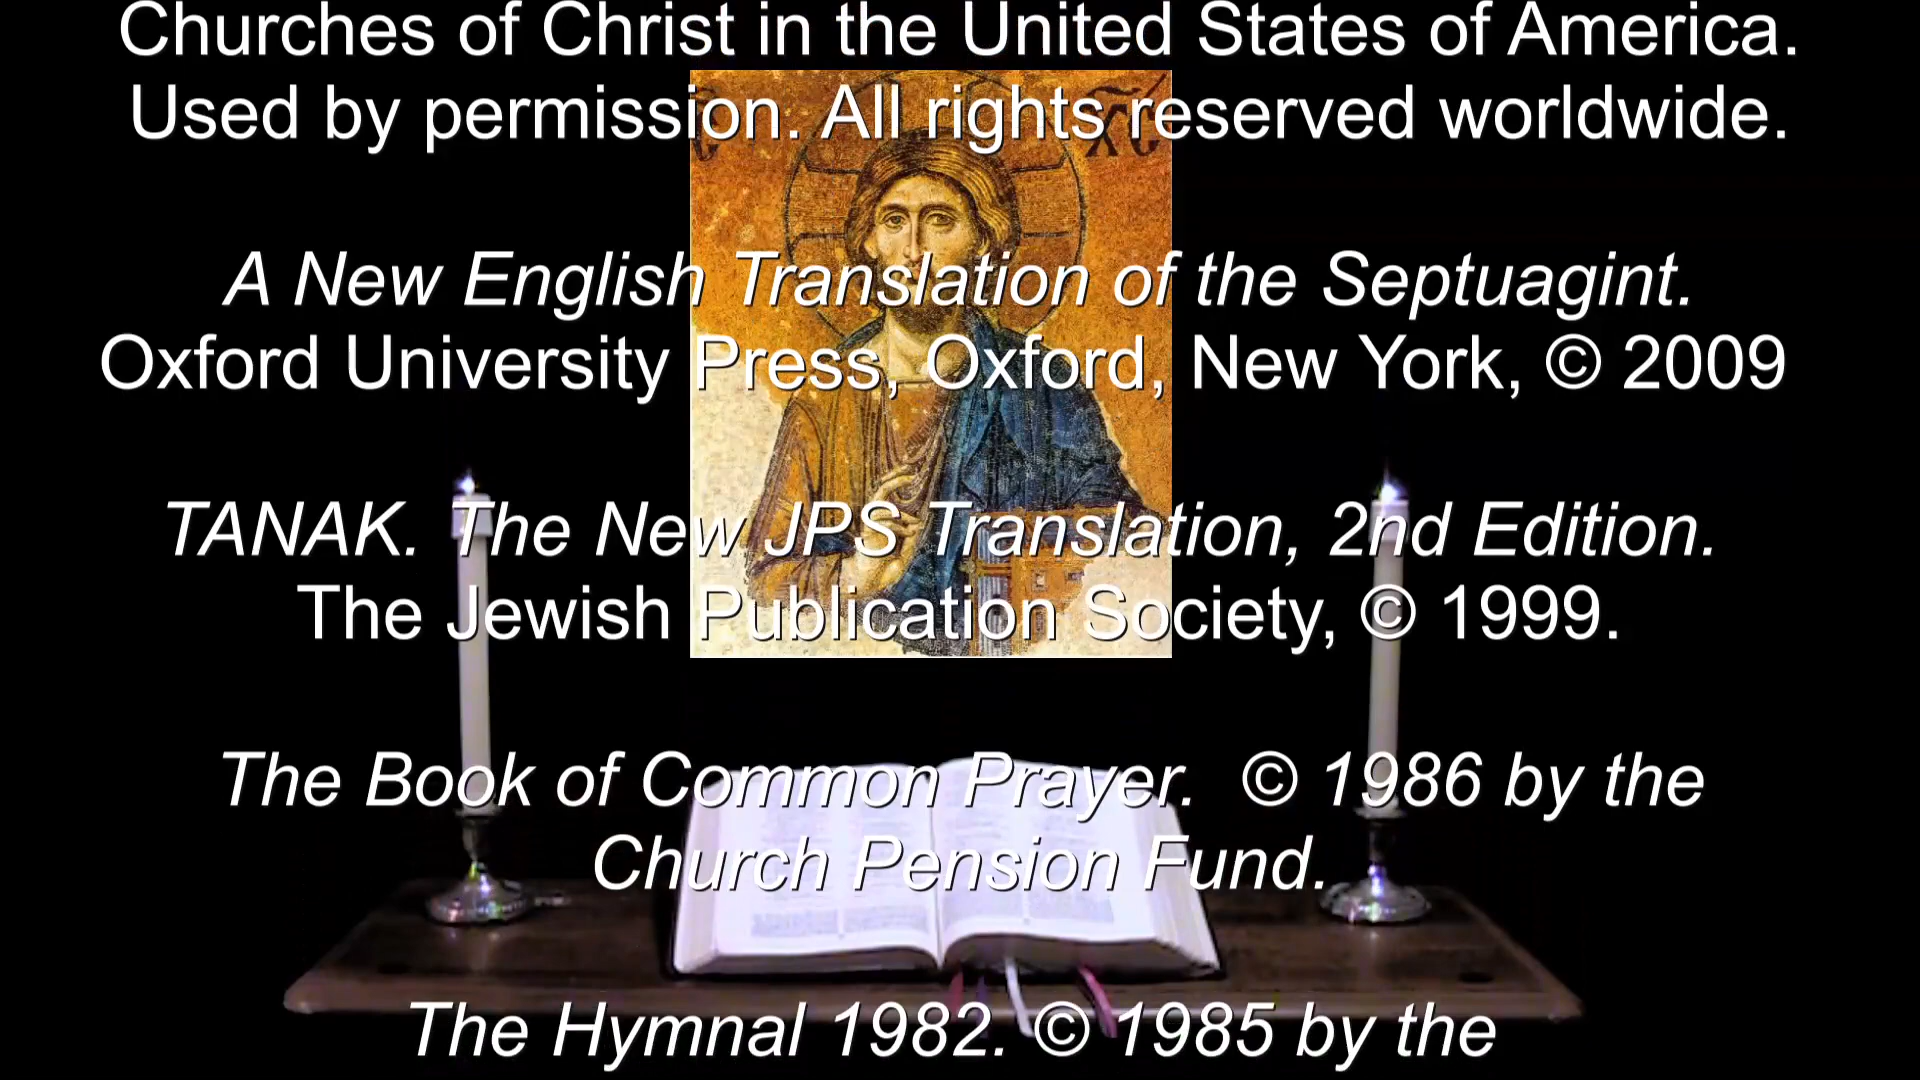 Churches of Christ in the United States of America.
Used by permission. All rights reserved worldwide.
A New English Translation of the Septuagint.
Oxford University Press, Oxford, New York, © 2009
TANAK. The New JPS Translation, 2nd Edition.
The Jewish Publication Society, © 1999.
The Book of Common Prayer. © 1986 by the
Church Pension Fund.
The Hymnal 1982. © 1985 by the